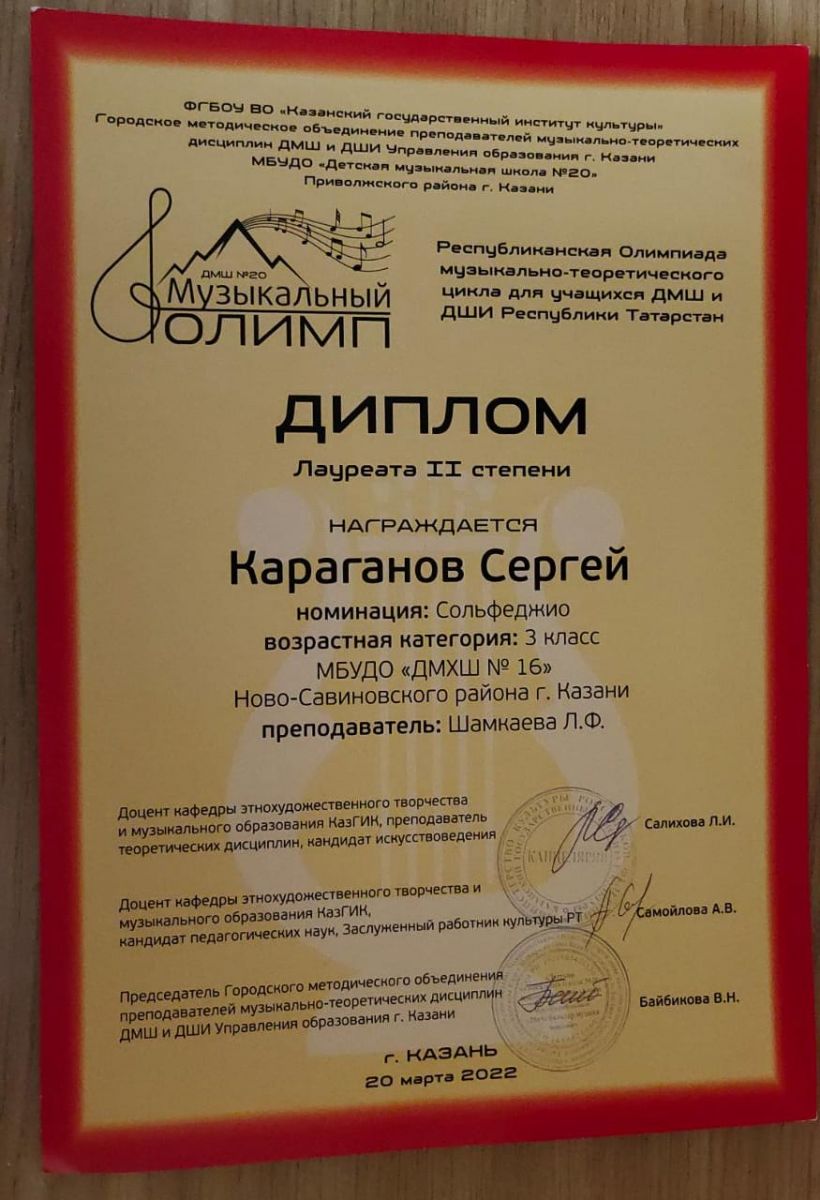 ФГБОУ ВО «Казанский государственный институт культуры»
Городское методическое объединение преподавателей музыкально-теоретических
дисциплин ДМШ и ДШИ Управления образования г. Казани
МБУДО «Детская музыкальная школа №20»
Приволжского района г. Казани
ДМШ №20
Музыкальный
ОЛИМП
Республиканская Олимпиада
музыкально-теоретического
цикла для учащихся ДМШ и
ДШИ Республики Татарстан
ДИПЛОМ
Лауреата II степени
НАГРАЖДАЕТСЯ
Караганов Сергей
номинация: Сольфеджио
возрастная категория: 3 класс
МБУДО «ДМХШ № 16»
Ново-Савиновского района г. Казани
преподаватель: Шамкаева Л.Ф.
Доцент кафедры этнохудожественного творчества
и музыкального образования КазГИК, преподаватель
теоретических дисциплин, кандидат искусствоведения
Салихова Л.И.
КАНЦЕЛЯРИЯ
Доцент кафедры этнохудожественного творчества и
музыкального образования КазГИК,
кандидат педагогических наук, Заслуженный работник культуры РТ
Самойлова А.В.
Председатель Городского методического объединения
преподавателей музыкально-теоретических дисциплин
ДМШ и ДШИ Управления образования г. Казани
Байбикова В.Н.
г. КАЗАНЬ
20 марта 2022